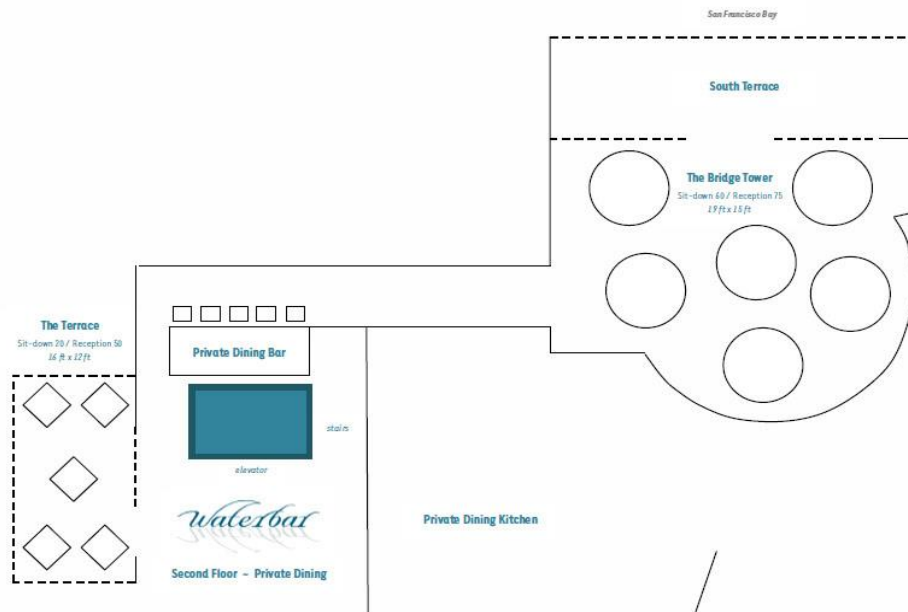 San Francisco Bay
South Terrace
The Bridge Tower
Sit-down 60 / Reception 75
19 ft x 15 ft
The Terrace
Sit-down 20 / Reception 50
16 ft x 12 ft
Private Dining Bar
stairs
elevator
waterbar
Private Dining Kitchen
Second Floor - Private Dining